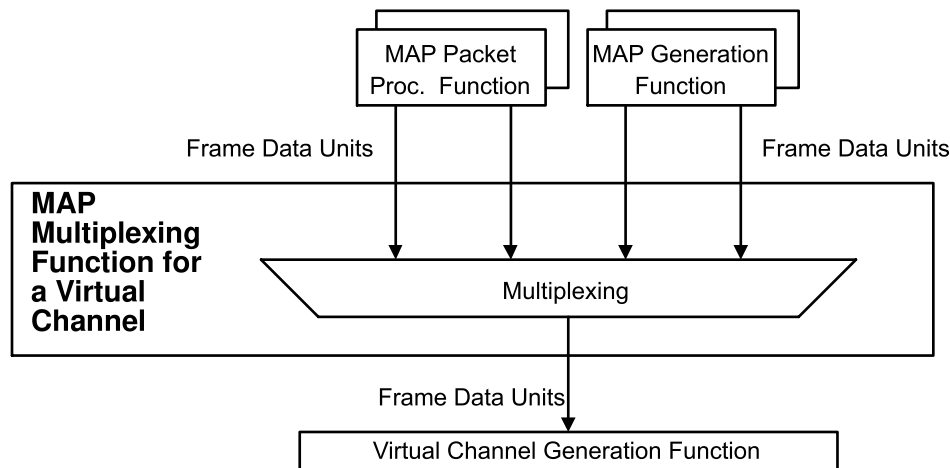 MAP Packet
Proc. Function
MAP Generation
Function
Frame Data Units
Frame Data Units
MAP
Multiplexing
Function for
a Virtual
Channel
Multiplexing
Frame Data Units
Virtual Channel Generation Function